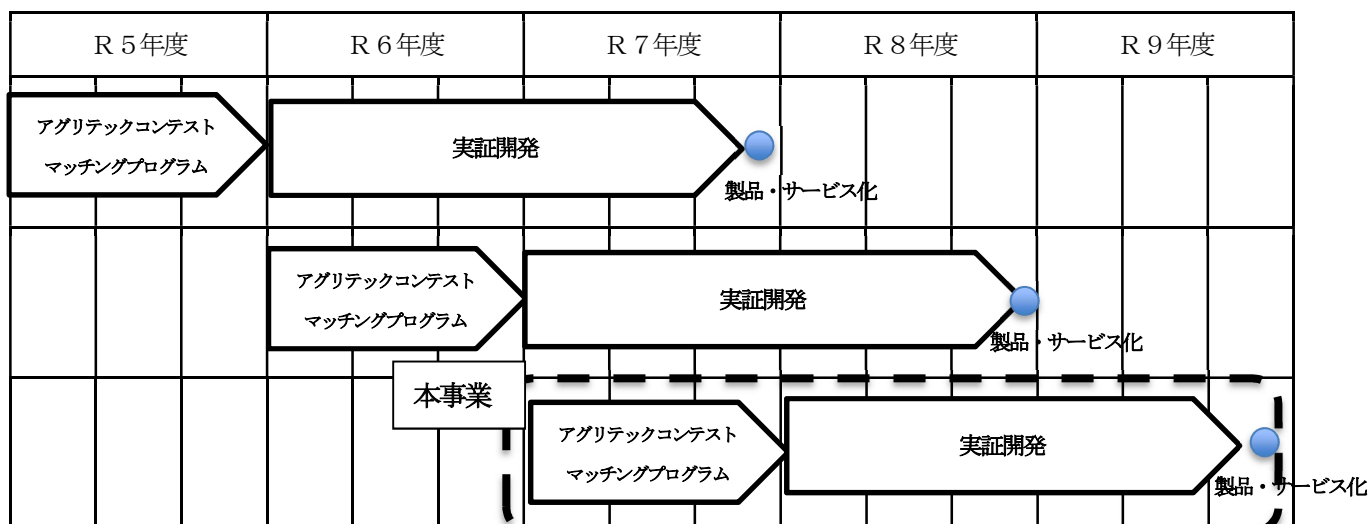 R5年度 R6年度 R7年度 R8年度 R9年度
アグリテックコンテスト
マッチングプログラム
実証開発
製品・サービス化
アグリテックコンテスト
マッチングプログラム
実証開発
製品・サービス化
本事業
アグリテックコンテスト
マッチングプログラム
実証開発
製品・サービス化